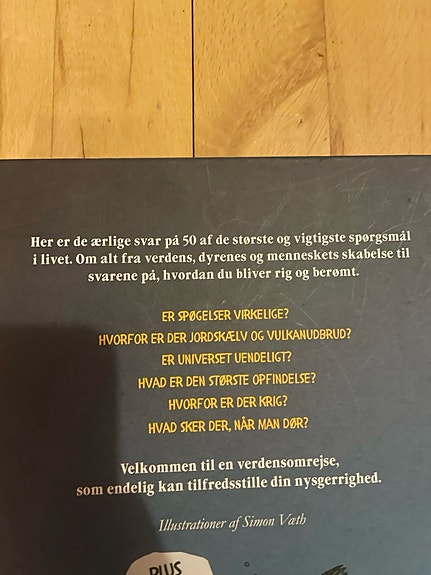 Her er de ærlige svar på 50 af de største og vigtigste spørgsmål
i livet. Om alt fra verdens, dyrenes og menneskets skabelse til
svarene på, hvordan du bliver rig og berømt.
ER SPØGELSER VIRKELIGE?
HVORFOR ER DER JORDSKÆLV OG VULKANUDBRUD?
ER UNIVERSET UENDELIGT?
HVAD ER DEN STØRSTE OPFINDELSE?
HVORFOR ER DER KRIG?
HVAD SKER DER, NÅR MAN DØR?
Velkommen til en verdensomrejse,
som endelig kan tilfredsstille din nysgerrighed.
Illustrationer af Simon Væth
PLUS